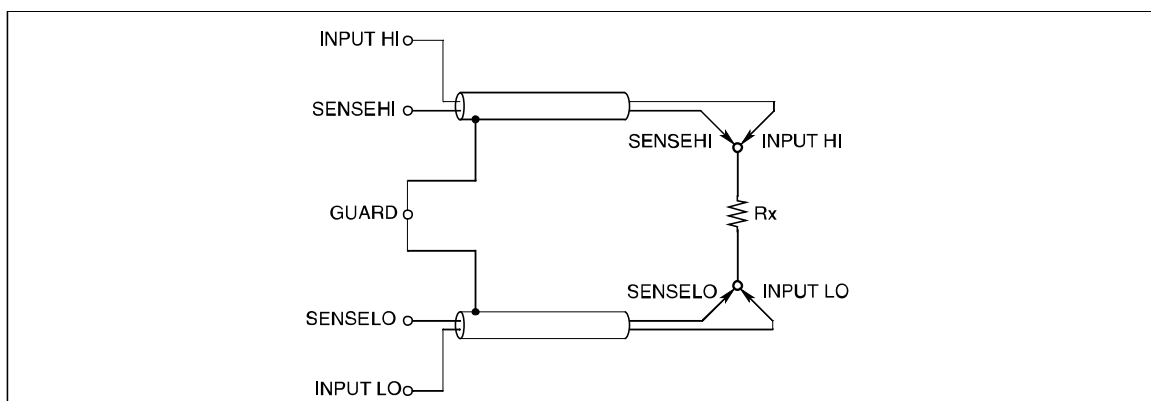 INPUT HI
SENSEHI
SENSEHI
INPUT HI
GUARD
Rx
SENSELO
INPUT LO
SENSELO
INPUT LO